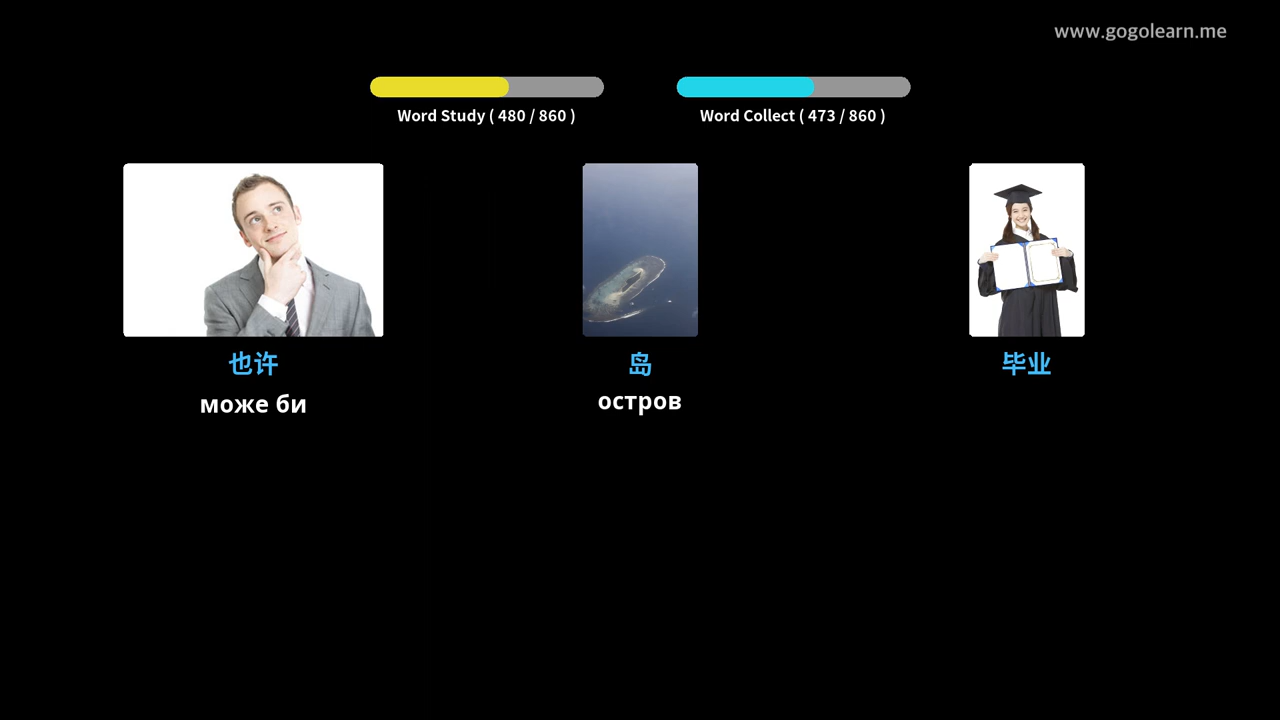 www.gogolearn.me
Word Study ( 480 / 860 )
Word Collect ( 473 / 860 )
也许
може би
岛
остров
毕业